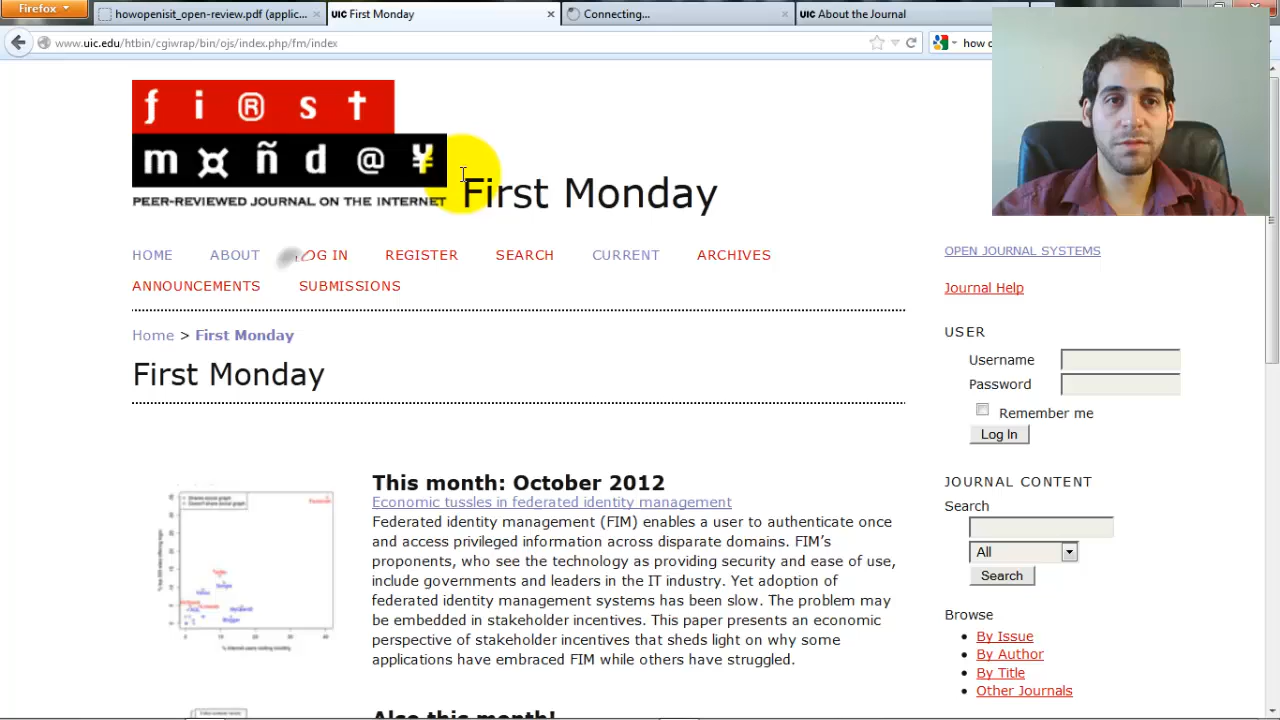 Firefox
howopenisit_open-review.pdf (applic...
UIC First Monday
Connecting...
UIC About the Journal
www.uic.edu/htbin/cgiwrap/bin/ojs/index.php/fm/index
how o
f i ® s t
m ¤ ñ d @ ¥
PEER-REVIEWED JOURNAL ON THE INTERNET
First Monday
HOME ABOUT LOG IN REGISTER SEARCH CURRENT ARCHIVES
ANNOUNCEMENTS SUBMISSIONS
Home > First Monday
First Monday
This month: October 2012
Economic tussles in federated identity management
Federated identity management (FIM) enables a user to authenticate once
and access privileged information across disparate domains. FIM’s
proponents, who see the technology as providing security and ease of use,
include governments and leaders in the IT industry. Yet adoption of
federated identity management systems has been slow. The problem may
be embedded in stakeholder incentives. This paper presents an economic
perspective of stakeholder incentives that sheds light on why some
applications have embraced FIM while others have struggled.
Also this month!
OPEN JOURNAL SYSTEMS
Journal Help
USER
Username
Password
Remember me
Log In
JOURNAL CONTENT
Search
All
Search
Browse
By Issue
By Author
By Title
Other Journals